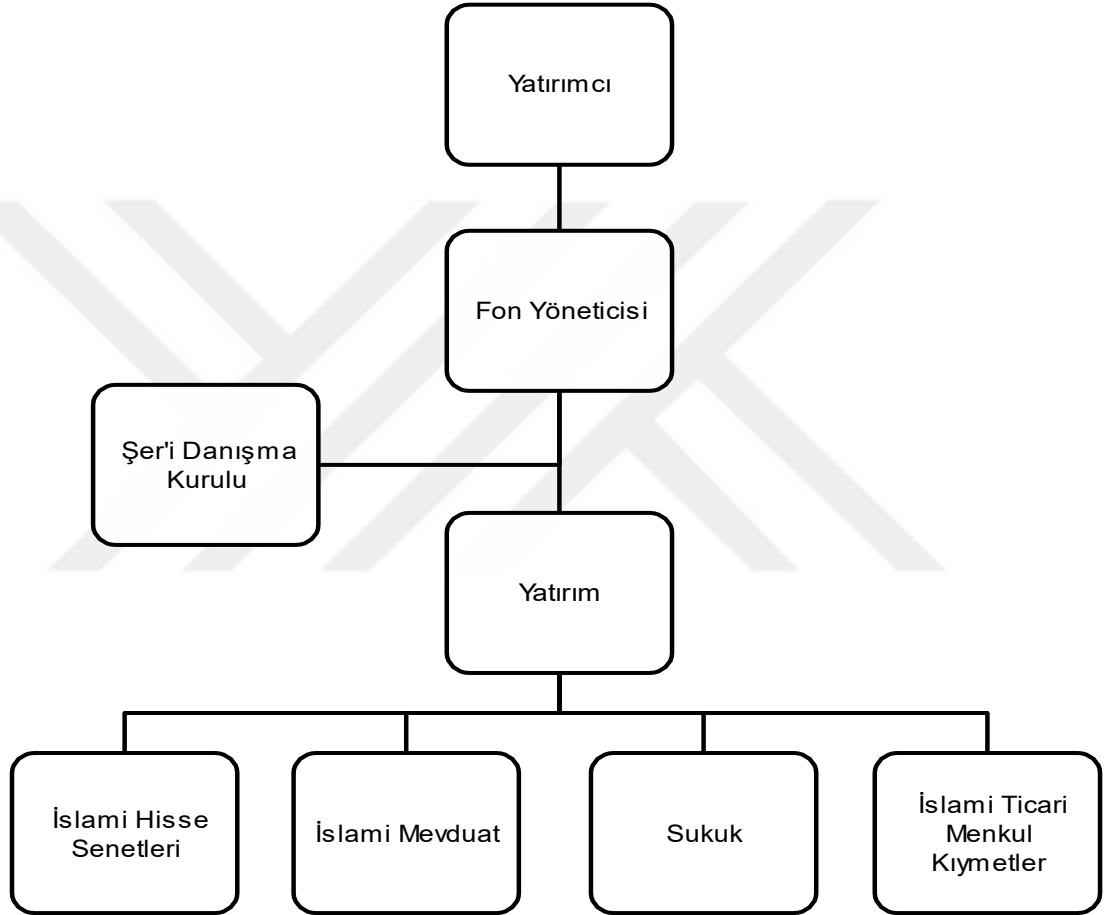 Yatırımcı
Fon Yöneticisi
Şer'i Danışma
Kurulu
Yatırım
İslami Hisse
Senetleri
İslami Mevduat
Sukuk
İslami Ticari
Menkul
Kıymetler